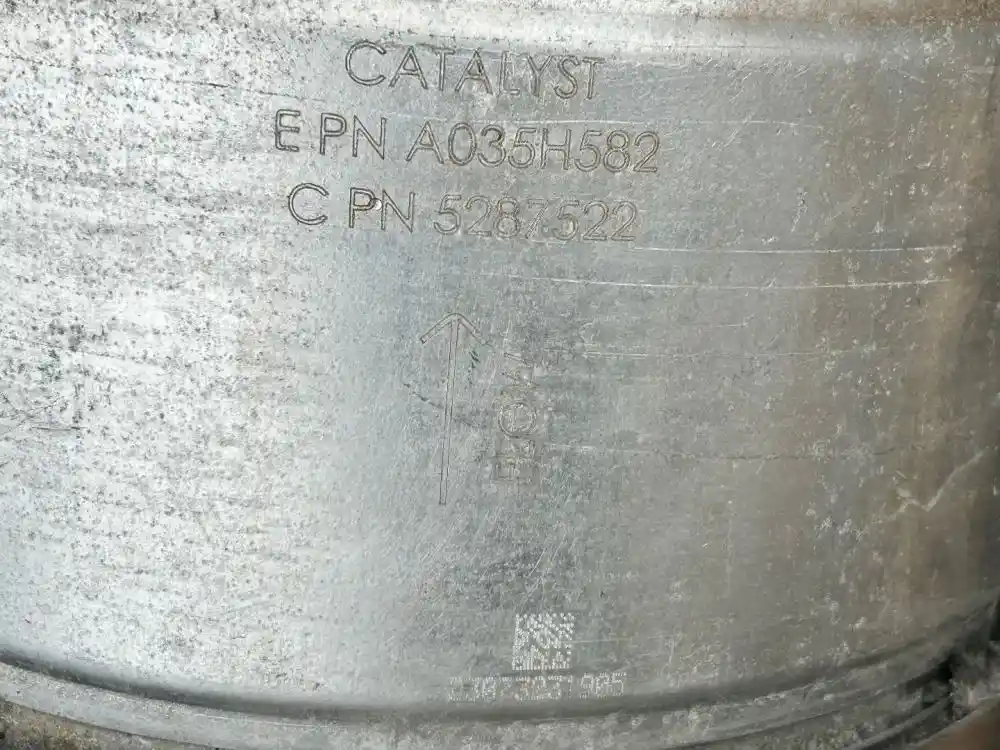 CATALYST
E PN A035H582
C PN 5287522
FLOW